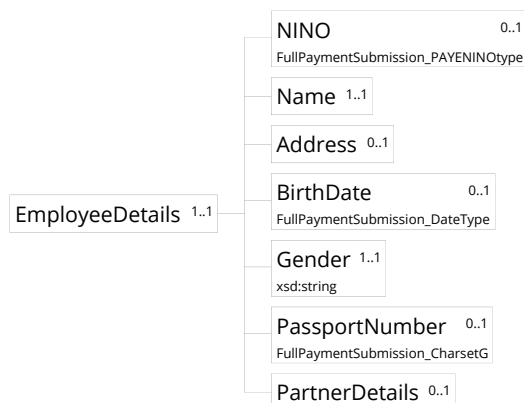 NINO 0..1
FullPaymentSubmission_PAYENINOtype
Name 1..1
Address 0..1
EmployeeDetails 1..1
BirthDate 0..1
FullPaymentSubmission_DateType
Gender 1..1
xsd:string
PassportNumber 0..1
FullPaymentSubmission_CharsetG
PartnerDetails 0..1